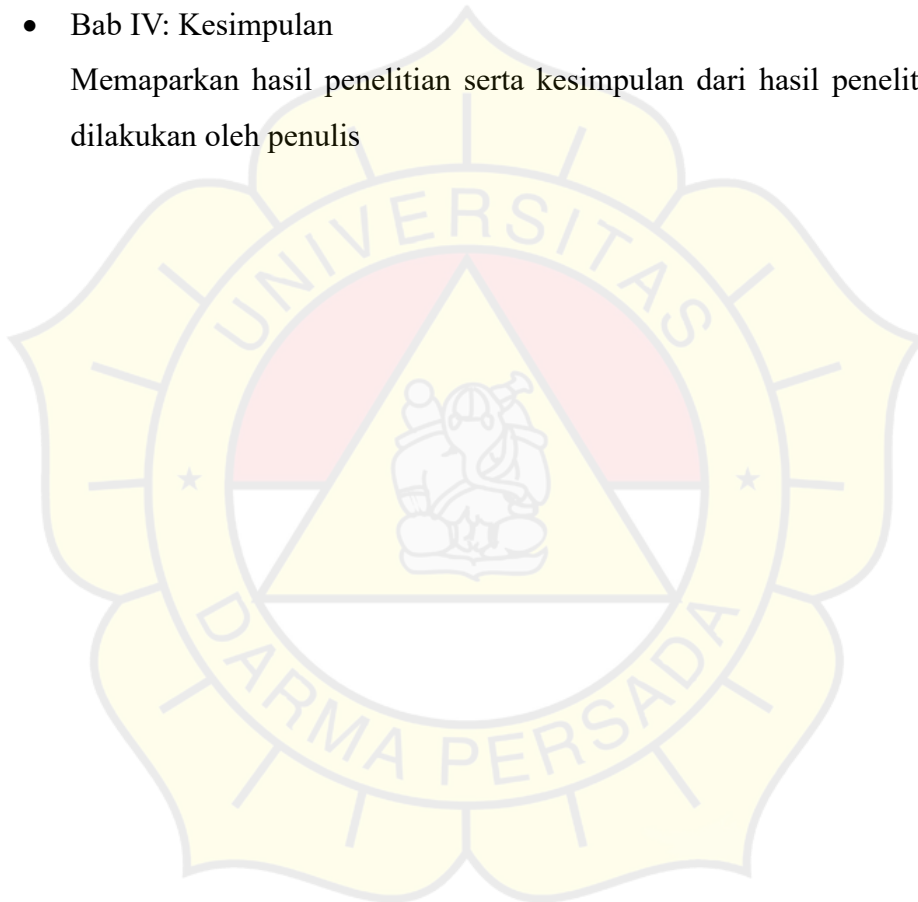 • Bab IV: Kesimpulan
Memaparkan hasil penelitian serta kesimpulan dari hasil penelit
dilakukan oleh penulis
UNIVERSITAS
DARMA PERSADA